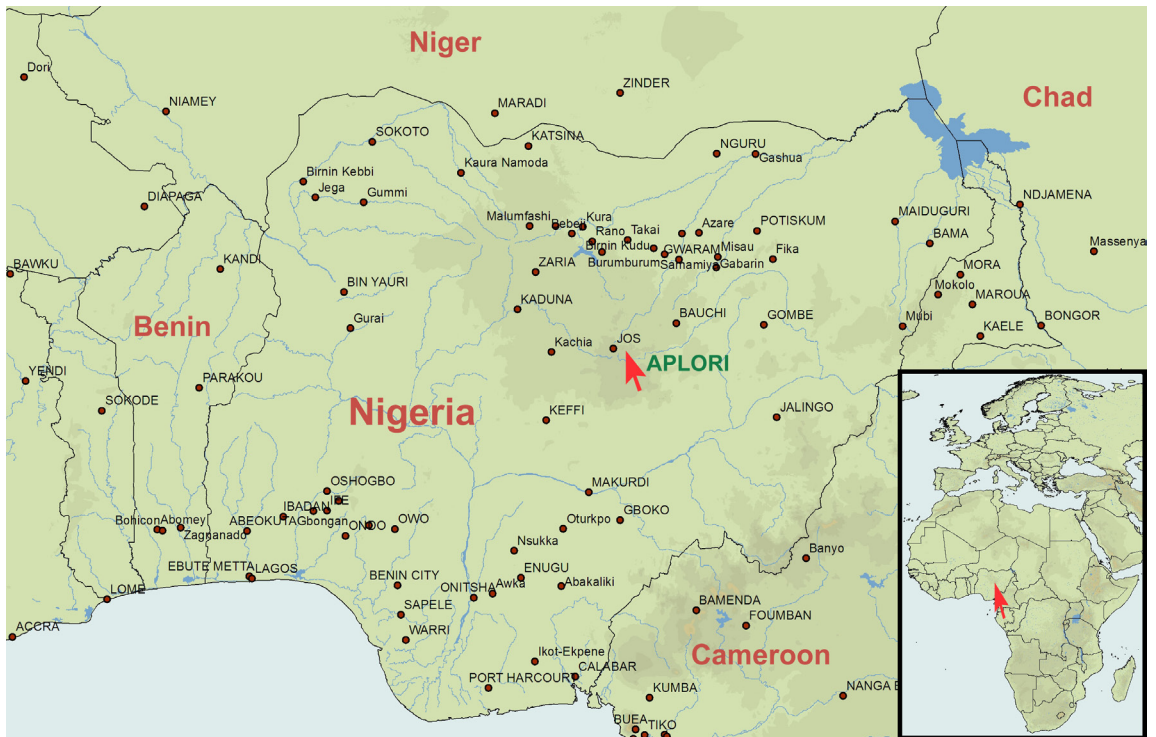 Niger
Chad
Dori
NIAMEY
ZINDER
MARADI
SOKOTO
KATSINA
NGURU
Gashua
Kaura Namoda
Birnin Kebbi
Jega
Gummi
DIAPAGA
NDJAMENA
Malumfashi
Bebeji
Kura
Rano
Takai
Azare
POTISKUM
MAIDUGURI
BAMA
Massenya
Birnin Kudu
GWARAM
Misau
Fika
BAWKU
KANDI
ZARIA
Burumburum
Samamiya
Gabarin
MORA
BIN YAURI
Mokolo
MAROUA
KADUNA
Benin
Gurai
BAUCHI
GOMBE
Mubi
KAELE
BONGOR
Kachia
JOS
APLORI
YENDI
PARAKOU
SOKODE
Nigeria
KEFFI
JALINGO
OSHOGBO
MAKURDI
IBADAN
IFE
Bohicon
Abomey
ABEOKUTA
Gbongan
ONDO
OWO
Oturkpo
GBOKO
Zagnanado
Nsukka
Banyo
EBUTE METTA
LAGOS
BENIN CITY
ENUGU
LOME
ONITSHA
Awka
Abakaliki
SAPELE
BAMENDA
FOUMBAN
ACCRA
WARRI
Cameroon
Ikot-Ekpene
CALABAR
PORT HARCOURT
KUMBA
NANGA E
BUEA
TIKO